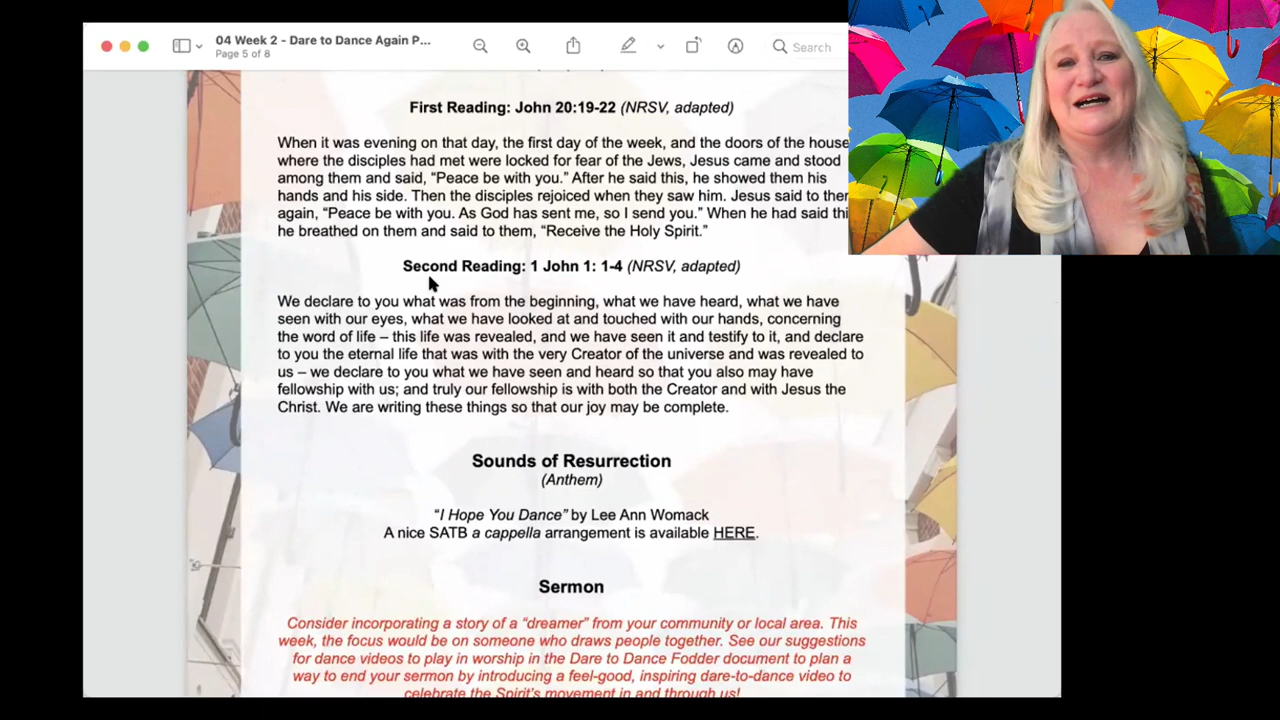 04 Week 2 - Dare to Dance Again P...
Page 5 of 8
Search
First Reading: John 20:19-22 (NRSV, adapted)
When it was evening on that day, the first day of the week, and the doors of the house
where the disciples had met were locked for fear of the Jews, Jesus came and stood
among them and said, “Peace be with you.” After he said this, he showed them his
hands and his side. Then the disciples rejoiced when they saw him. Jesus said to
again, “Peace be with you. As God has sent me, so I send you.” When he had said
he breathed on them and said to them, “Receive the Holy Spirit.”
Second Reading: 1 John 1: 1-4 (NRSV, adapted)
We declare to you what was from the beginning, what we have heard, what we have
seen with our eyes, what we have looked at and touched with our hands, concerning
the word of life – this life was revealed, and we have seen it and testify to it, and declare
to you the eternal life that was with the very Creator of the universe and was revealed to
us – we declare to you what we have seen and heard so that you also may have
fellowship with us; and truly our fellowship is with both the Creator and with Jesus the
Christ. We are writing these things so that our joy may be complete.
Sounds of Resurrection
(Anthem)
“I Hope You Dance” by Lee Ann Womack
A nice SATB a cappella arrangement is available HERE.
Sermon
Consider incorporating a story of a “dreamer” from your community or local area. This
week, the focus would be on someone who draws people together. See our suggestions
for dance videos to play in worship in the Dare to Dance Fodder document to plan a
way to end your sermon by introducing a feel-good, inspiring dare-to-dance video to
celebrate the Spirit’s movement in and through us!